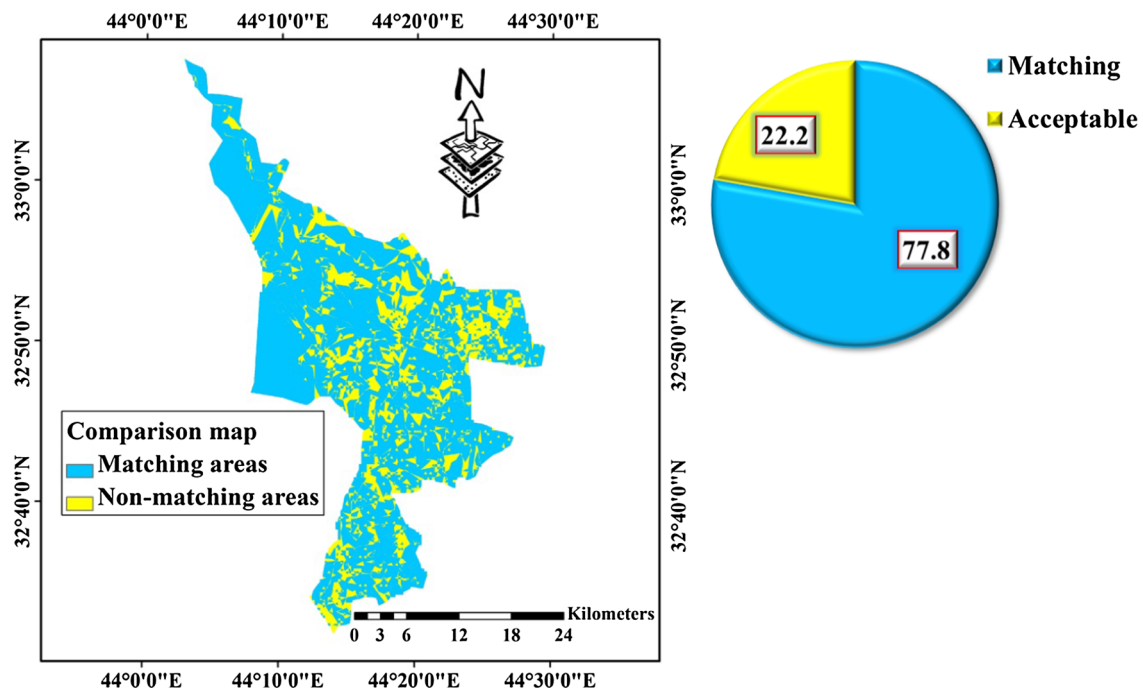 44°0'0"E 44°10'0"E 44°20'0"E 44°30'0"E
N
33°0'0"N
32°50'0"N
32°40'0"N
Comparison map
Matching areas
Non-matching areas
Kilometers
0 3 6 12 18 24
33°0'0"N
32°50'0"N
32°40'0"N
44°0'0"E 44°10'0"E 44°20'0"E 44°30'0"E
Matching
Acceptable
22.2
77.8